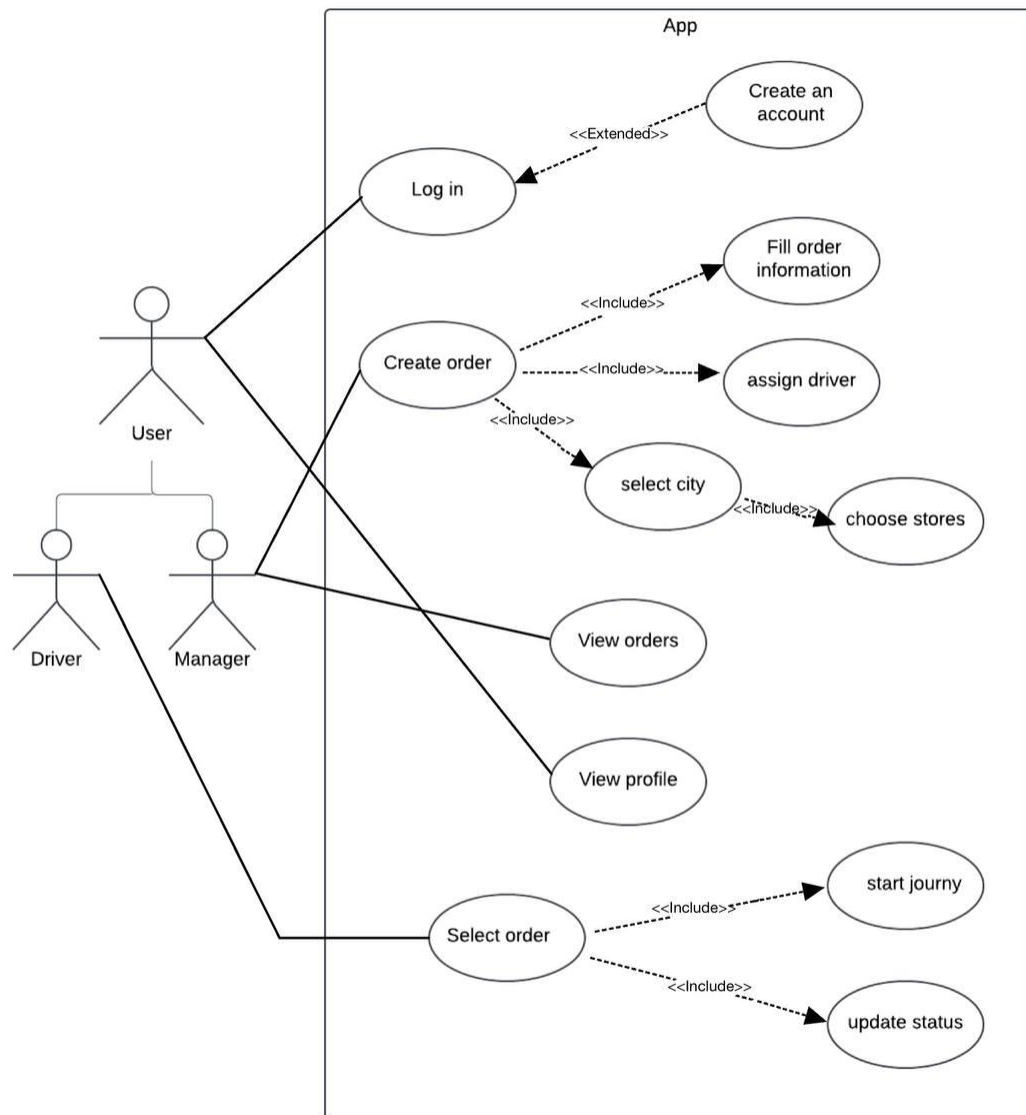 App
Create an
account
<<Extended>>
Log in
Fill order
information
<<Include>>
Create order
<<Include>>
assign driver
<<Include>>
User
select city
<<Include>>
choose stores
View orders
Driver
Manager
View profile
start journy
<<Include>>
Select order
<<Include>>
update status